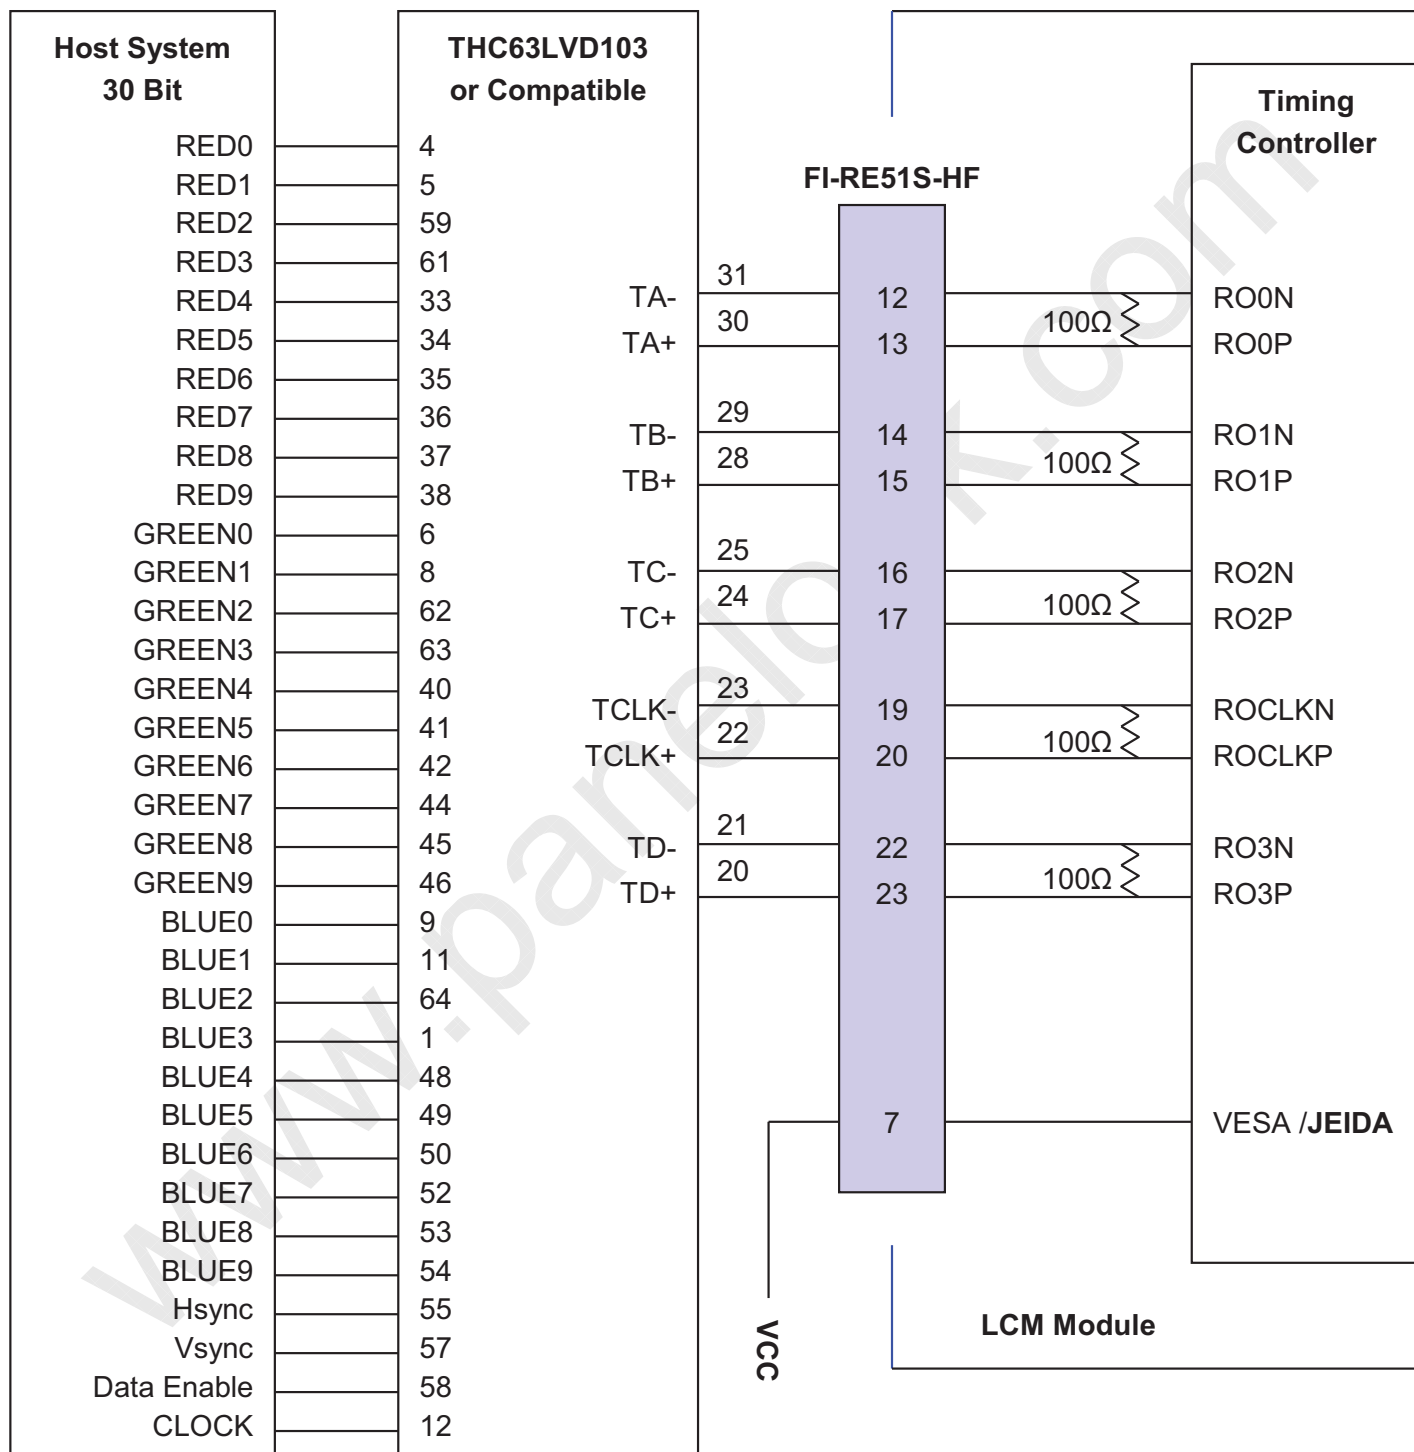 Host System
30 Bit
RED0
RED1
RED2
RED3
RED4
RED5
RED6
RED7
RED8
RED9
GREEN0
GREEN1
GREEN2
GREEN3
GREEN4
GREEN5
GREEN6
GREEN7
GREEN8
GREEN9
BLUE0
BLUE1
BLUE2
BLUE3
BLUE4
BLUE5
BLUE6
BLUE7
BLUE8
BLUE9
Hsync
Vsync
Data Enable
CLOCK
THC63LVD103
or Compatible
4
5
59
61
33
34
35
36
37
38
6
8
62
63
40
41
42
44
45
46
9
11
64
1
48
49
50
52
53
54
55
57
58
12
TA-
TA+
TB-
TB+
TC-
TC+
TCLK-
TCLK+
TD-
TD+
31
30
29
28
25
24
23
22
21
20
FI-RE51S-HF
12
13
14
15
16
17
19
20
22
23
7
VCC
100Ω
100Ω
100Ω
100Ω
100Ω
Timing
Controller
RO0N
RO0P
RO1N
RO1P
RO2N
RO2P
ROCLKN
ROCLKP
RO3N
RO3P
VESA /JEIDA
LCM Module